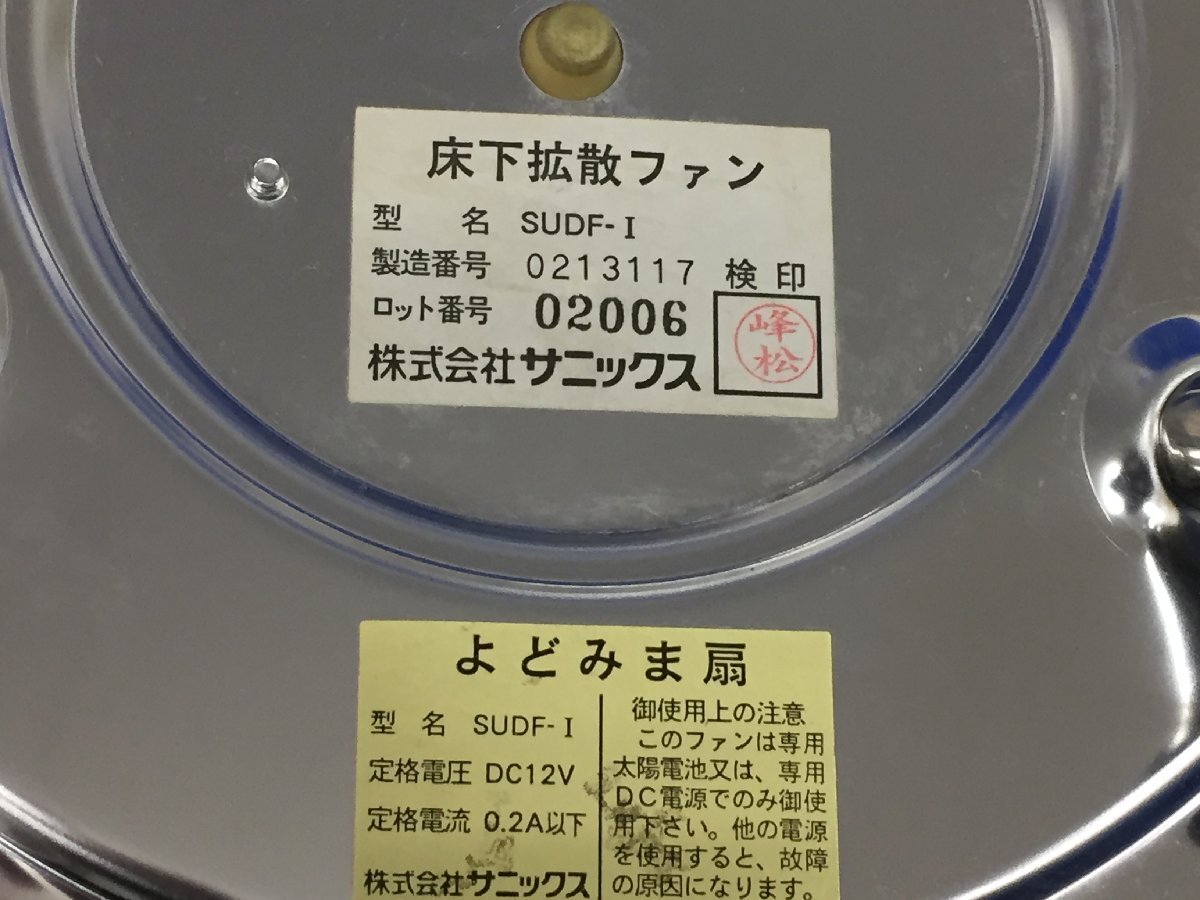 床下拡散ファン
型 名 SUDF-I
製造番号 0213117 検印
ロット番号 02006
峰松
株式会社サニックス
よどみま扇
型 名 SUDF-I
定格電圧 DC12V
定格電流 0.2A以下
株式会社サニックス
御使用上の注意
このファンは専用
太陽電池又は、専用
DC電源でのみ御使
用下さい。他の電源
を使用すると、故障
の原因になります。